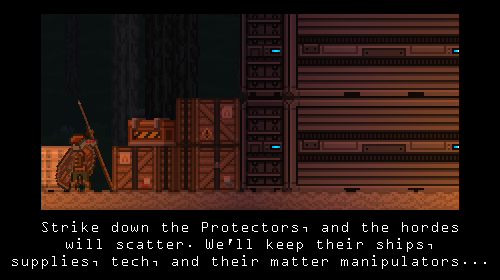 Strike down the Protectors, and the hordes
will scatter. We'll keep their ships,
supplies, tech, and their matter manipulators...